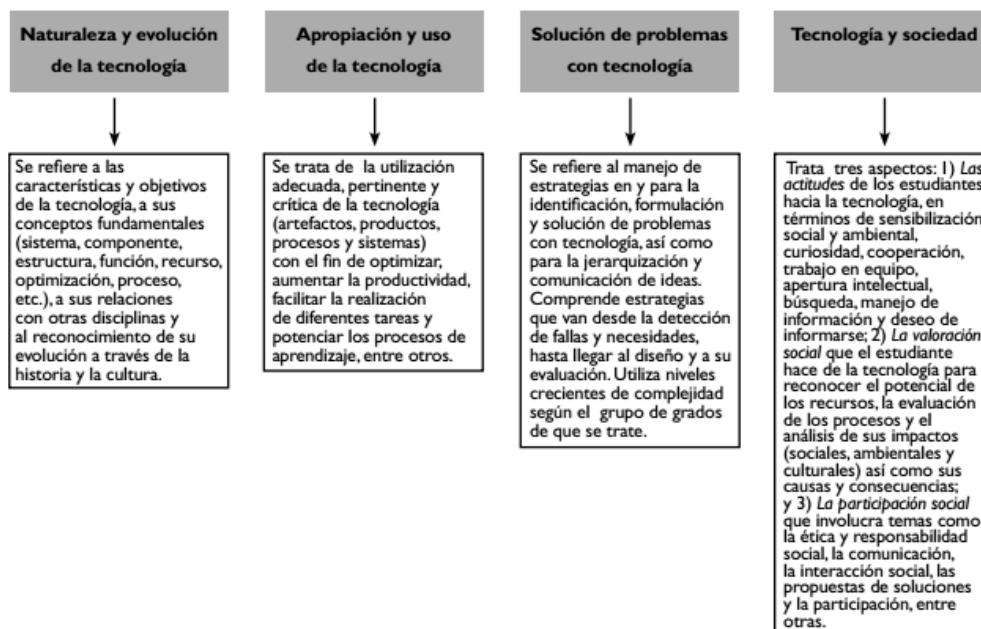 Naturaleza y evolución
de la tecnología
Se refiere a las
características y objetivos
de la tecnología, a sus
conceptos fundamentales
(sistema, componente,
estructura, función, recurso,
optimización, proceso,
etc.), a sus relaciones
con otras disciplinas y
al reconocimiento de su
evolución a través de la
historia y la cultura.
Apropiación y uso
de la tecnología
Se trata de la utilización
adecuada, pertinente y
crítica de la tecnología
(artefactos, productos,
procesos y sistemas)
con el fin de optimizar,
aumentar la productividad,
facilitar la realización
de diferentes tareas y
potenciar los procesos de
aprendizaje, entre otros.
Solución de problemas
con tecnología
Se refiere al manejo de
estrategias en y para la
identificación, formulación
y solución de problemas
con tecnología, así como
para la jerarquización y
comunicación de ideas.
Comprende estrategias
que van desde la detección
de fallas y necesidades,
hasta llegar al diseño y a su
evaluación. Utiliza niveles
crecientes de complejidad
según el grupo de grados
de que se trate.
Tecnología y sociedad
Trata tres aspectos: 1) Las
actitudes de los estudiantes
hacia la tecnología, en
términos de sensibilización
social y ambiental,
curiosidad, cooperación,
trabajo en equipo,
apertura intelectual,
búsqueda, manejo de
información y deseo de
informarse; 2) La valoración
social que el estudiante
hace de la tecnología para
reconocer el potencial de
los recursos, la evaluación
de los procesos y el
análisis de sus impactos
(sociales, ambientales y
culturales) así como sus
causas y consecuencias;
y 3) La participación social
que involucra temas como
la ética y responsabilidad
social, la comunicación,
la interacción social, las
propuestas de soluciones
y la participación, entre
otras.